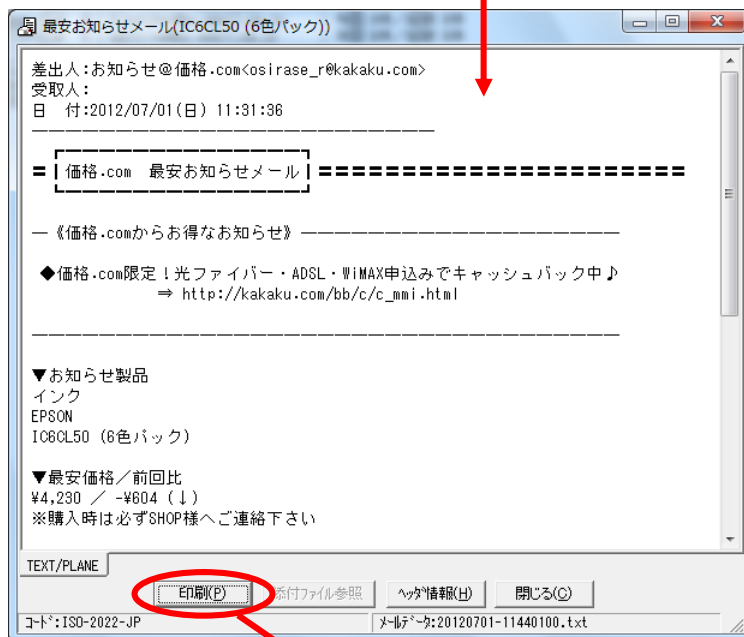 最安お知らせメール(IC6CL50 (6色パック))
差出人:お知らせ@価格.com<osirase_r@kakaku.com>
受取人:
日　付:2012/07/01(日) 11:31:36
―――――――――――――――――――――――――
┏━━━━━━━━━━━━━━━┓
=┃価格.com　最安お知らせメール┃======================
┗━━━━━━━━━━━━━━━┛
―《価格.comからお得なお知らせ》――――――――――――――――――――
◆価格.com限定!光ファイバー・ADSL・WiMAX申込みでキャッシュバック中♪
⇒ http://kakaku.com/bb/c/c_mmi.html
――――――――――――――――――――――――――――――――――――
▼お知らせ製品
インク
EPSON
IC6CL50 (6色パック)
▼最安価格/前回比
¥4,230 / -¥604 (↓)
※購入時は必ずSHOP様へご連絡下さい
TEXT/PLANE
印刷(P) 添付ファイル参照 ヘッダ情報(H) 閉じる(C)
コード:ISO-2022-JP メールデータ:20120701-11440100.txt